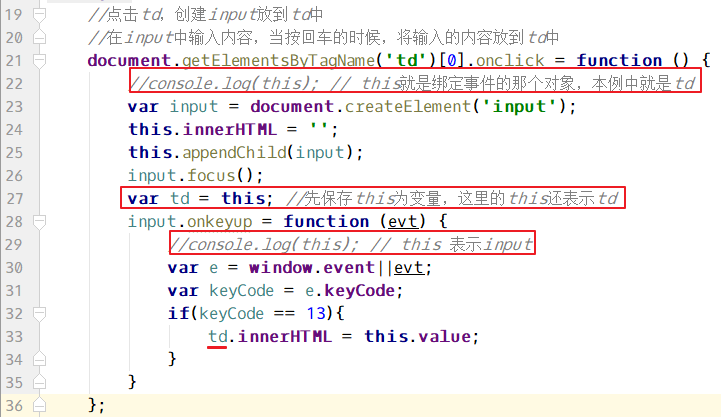 19 //点击td，创建input放到td中
20 //在input中输入内容，当按回车的时候，将输入的内容放到td中
21 document.getElementsByTagName('td')[0].onclick = function () {
22 //console.log(this); // this就是绑定事件的那个对象，本例中就是td
23 var input = document.createElement('input');
24 this.innerHTML = '';
25 this.appendChild(input);
26 input.focus();
27 var td = this; //先保存this为变量，这里的this还表示td
28 input.onkeyup = function (evt) {
29 //console.log(this); // this 表示input
30 var e = window.event||evt;
31 var keyCode = e.keyCode;
32 if(keyCode == 13){
33 td.innerHTML = this.value;
34 }
35 }
36 };